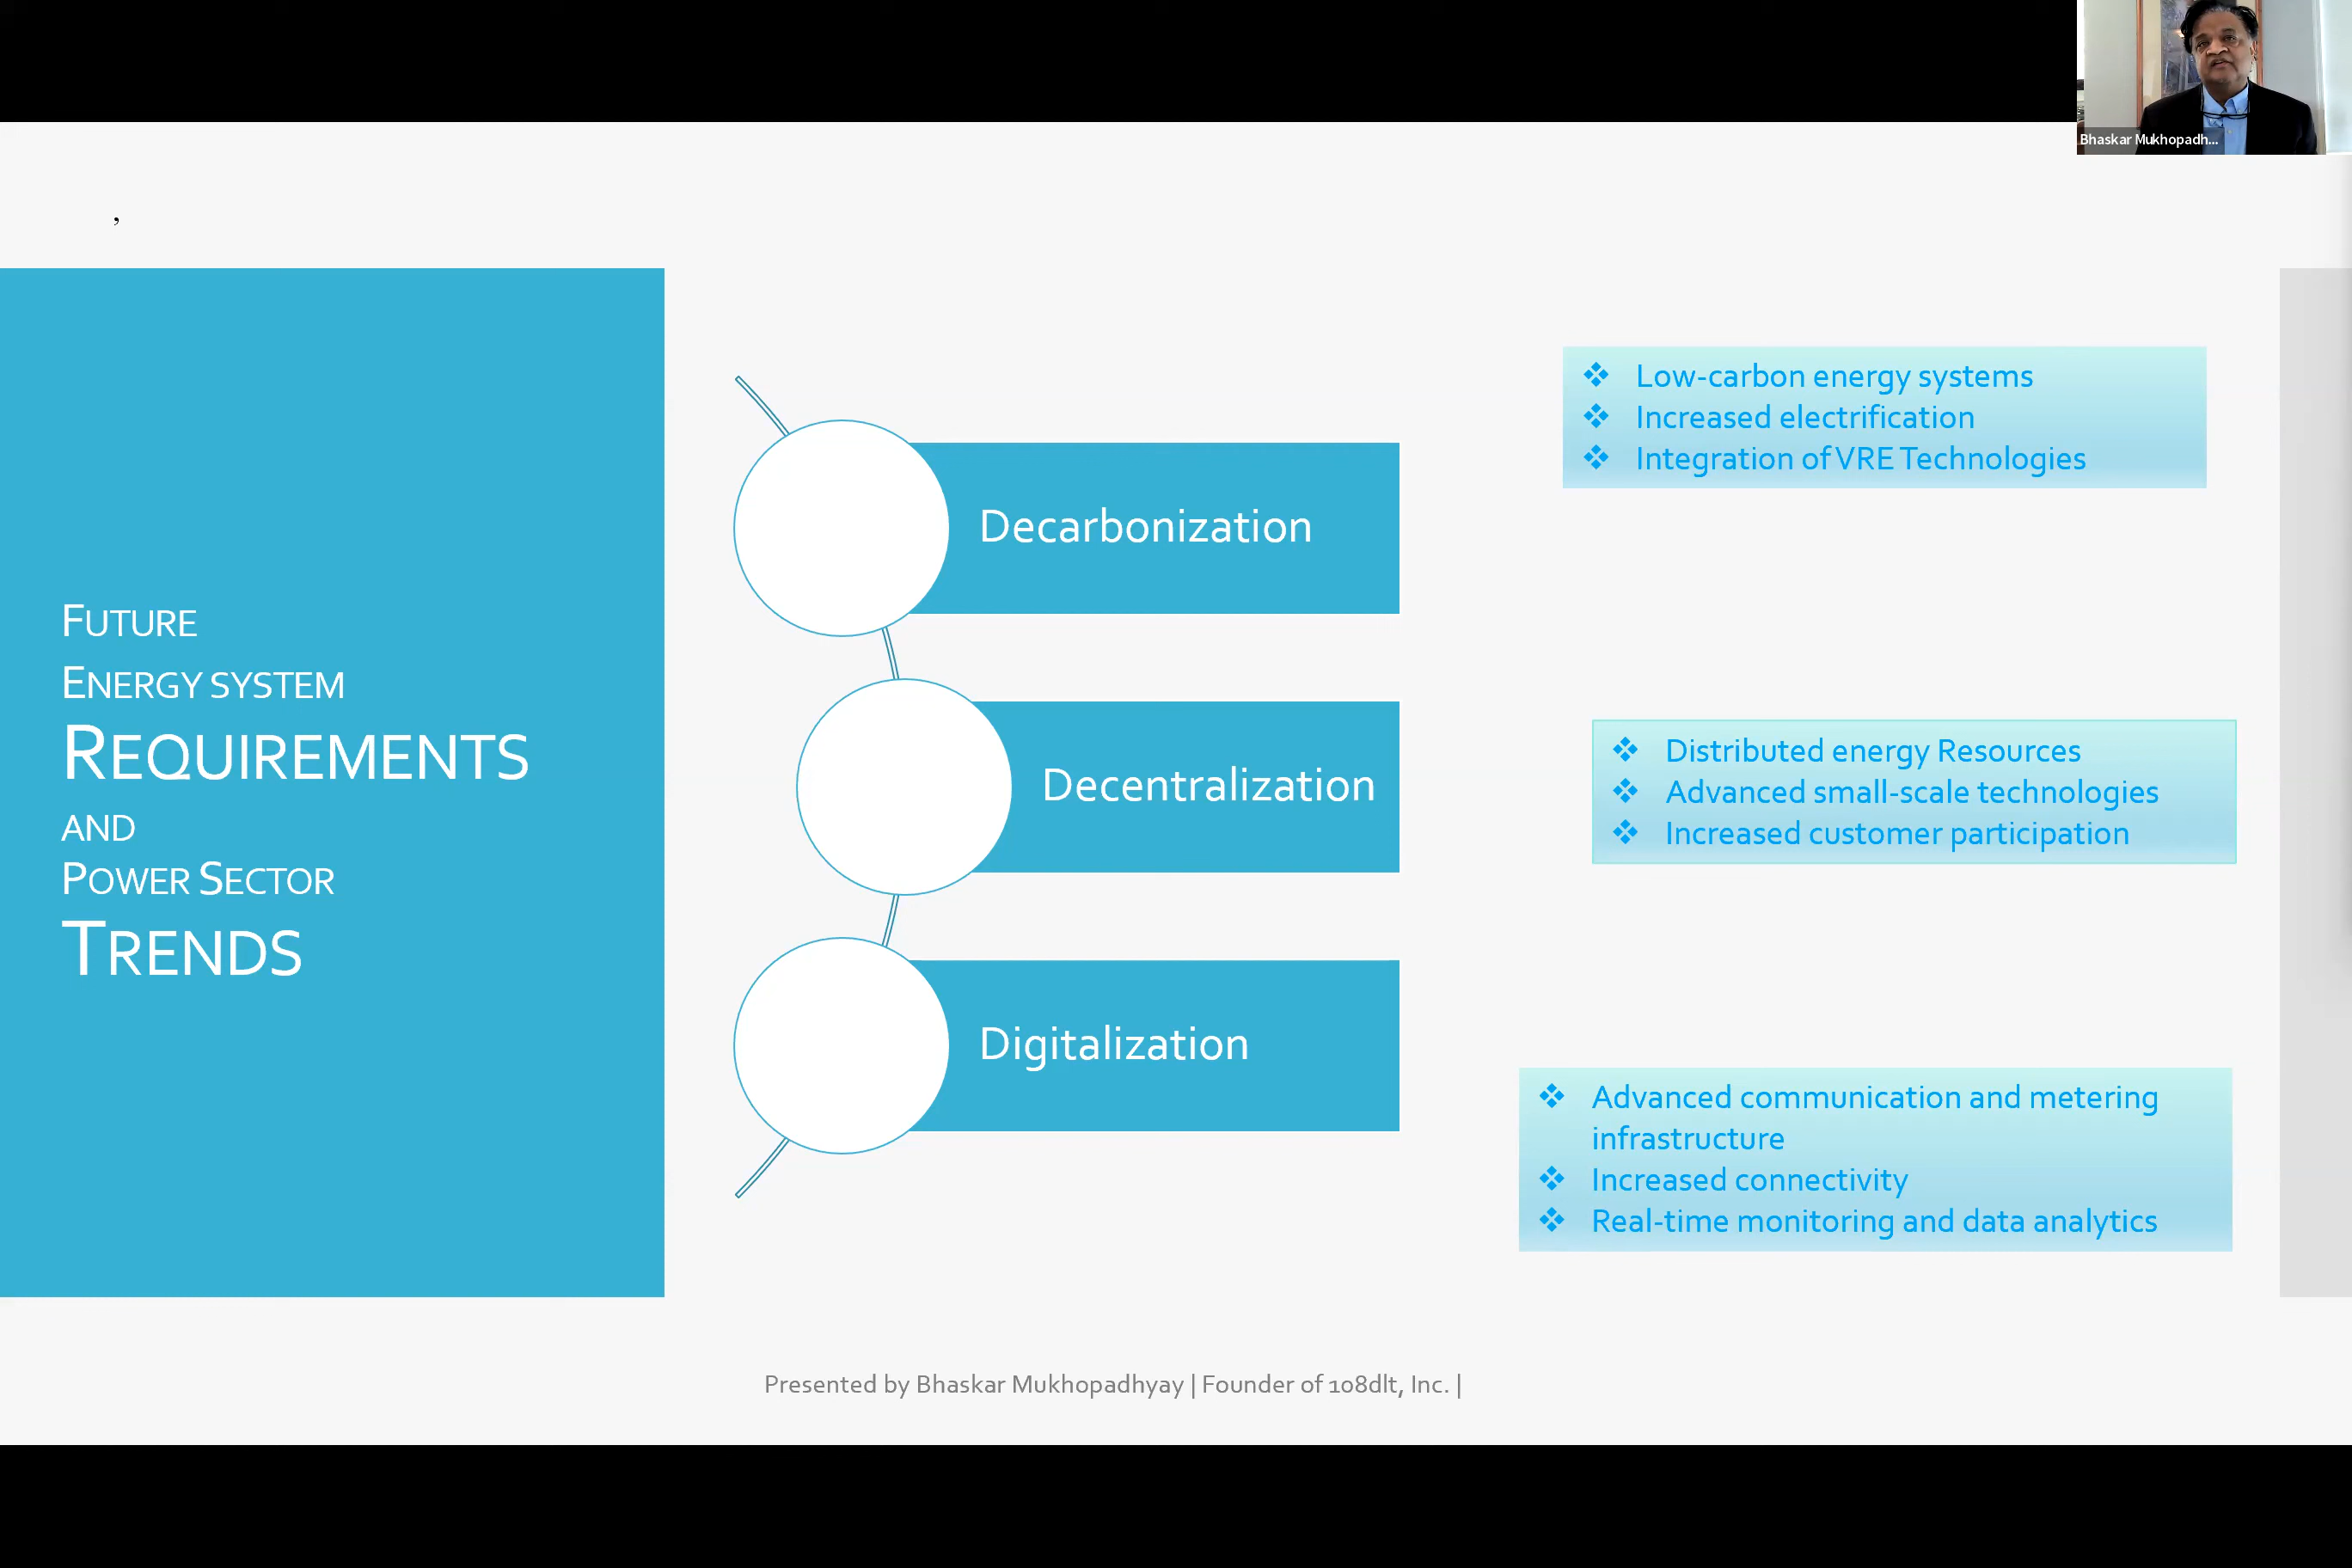 Bhaskar Mukhopadh...
,
FUTURE
ENERGY SYSTEM
REQUIREMENTS
AND
POWER SECTOR
TRENDS
Decarbonization
❖ Low-carbon energy systems
❖ Increased electrification
❖ Integration of VRE Technologies
Decentralization
❖ Distributed energy Resources
❖ Advanced small-scale technologies
❖ Increased customer participation
Digitalization
❖ Advanced communication and metering
infrastructure
❖ Increased connectivity
❖ Real-time monitoring and data analytics
Presented by Bhaskar Mukhopadhyay | Founder of 108dlt, Inc. |